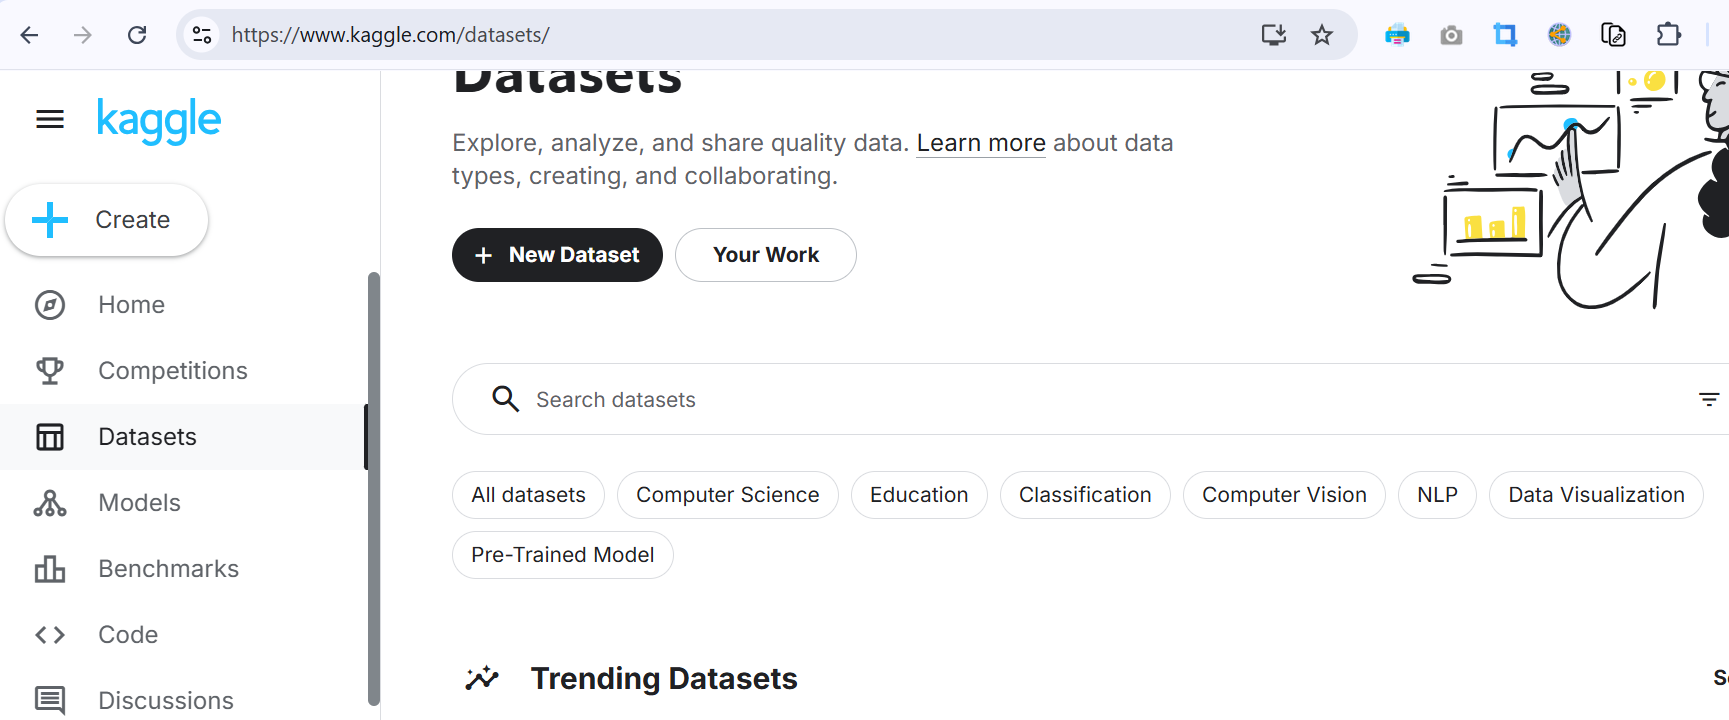 https://www.kaggle.com/datasets/
kaggle
Create
Home
Competitions
Datasets
Models
Benchmarks
Code
Discussions
Datasets
Explore, analyze, and share quality data. Learn more about data
types, creating, and collaborating.
New Dataset
Your Work
Search datasets
All datasets
Computer Science
Education
Classification
Computer Vision
NLP
Data Visualization
Pre-Trained Model
Trending Datasets